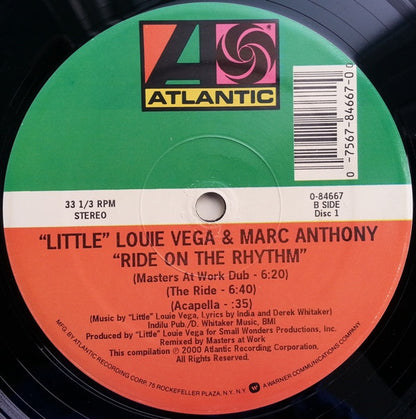 ATLANTIC
0 -7567-84667-0 0
33 1/3 RPM
STEREO
0-84667
B SIDE
Disc 1
"LITTLE" LOUIE VEGA & MARC ANTHONY
"RIDE ON THE RHYTHM"
(Masters At Work Dub - 6:20)
(The Ride - 6:40)
(Acapella - :35)
(Music by "Little" Louie Vega, Lyrics by India and Derek Whitaker)
Indilu Pub./D. Whitaker Music, BMI
Produced by "Little" Louie Vega for Small Wonders Productions, Inc.
Remixed by Masters at Work
This compilation ℗ 2000 Atlantic Recording Corporation.
All Rights Reserved.
MFG. BY ATLANTIC RECORDING CORP. 75 ROCKEFELLER PLAZA, N.Y. N.Y. A WARNER COMMUNICATIONS COMPANY